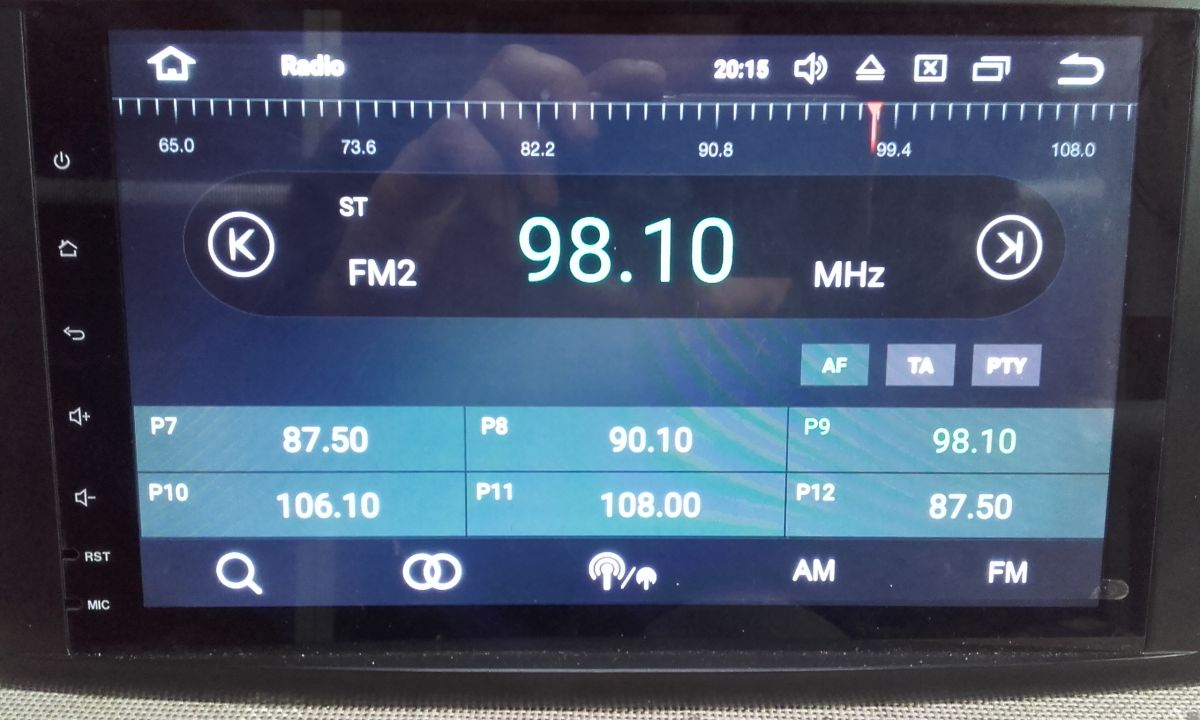 Radio 20:15
65.0 73.6 82.2 90.8 99.4 108.0
ST
FM2 98.10 MHz
AF TA PTY
P7 87.50 P8 90.10 P9 98.10
P10 106.10 P11 108.00 P12 87.50
AM FM
RST
MIC